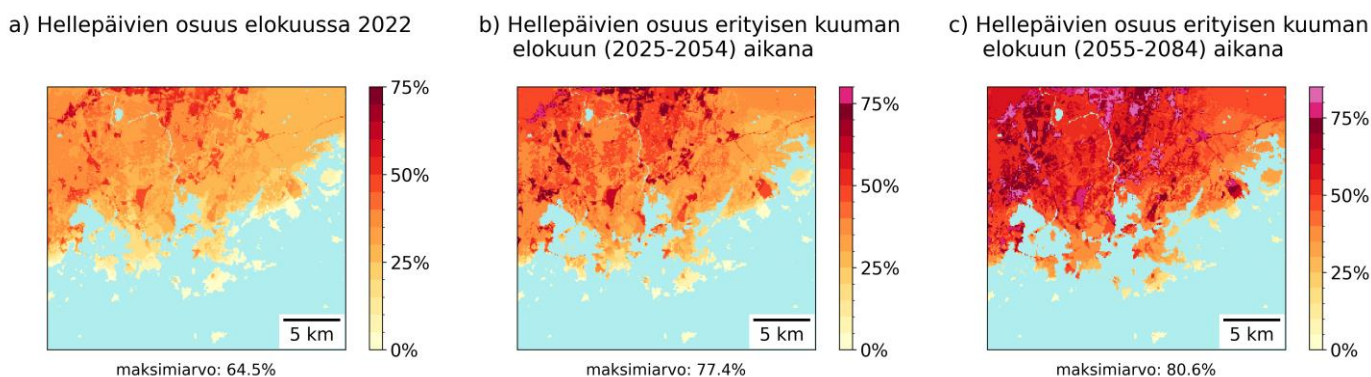 a) Hellepäivien osuus elokuussa 2022
75%
50%
25%
0%
5 km
maksimiarvo: 64.5%
b) Hellepäivien osuus erityisen kuuman
elokuun (2025-2054) aikana
75%
50%
25%
0%
5 km
maksimiarvo: 77.4%
c) Hellepäivien osuus erityisen kuuman
elokuun (2055-2084) aikana
75%
50%
25%
0%
5 km
maksimiarvo: 80.6%